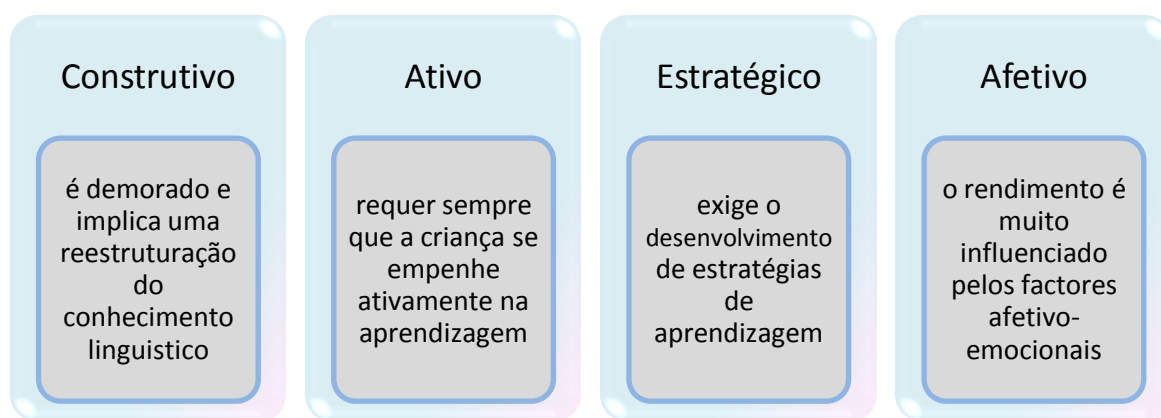 Construtivo
é demorado e
implica uma
reestruturação
do
conhecimento
linguistico
Ativo
requer sempre
que a criança se
empenhe
ativamente na
aprendizagem
Estratégico
exige o
desenvolvimento
de estratégias
de
aprendizagem
Afetivo
o rendimento é
muito
influenciado
pelos factores
afetivo-
emocionais